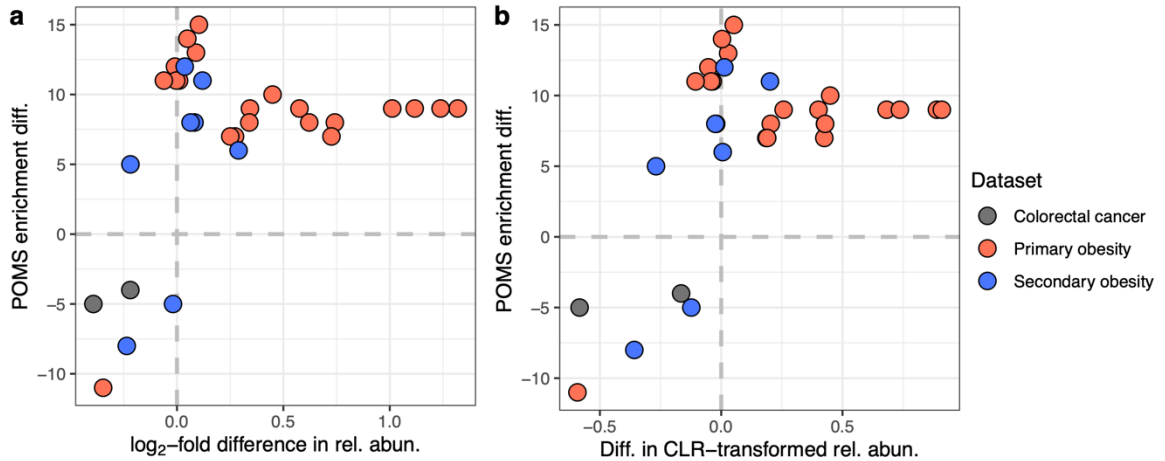 a
POMS enrichment diff.
15
10
5
0
−5
−10
0.0 0.5 1.0
log2−fold difference in rel. abun.
b
POMS enrichment diff.
15
10
5
0
−5
−10
−0.5 0.0 0.5
Diff. in CLR−transformed rel. abun.
Dataset
Colorectal cancer
Primary obesity
Secondary obesity